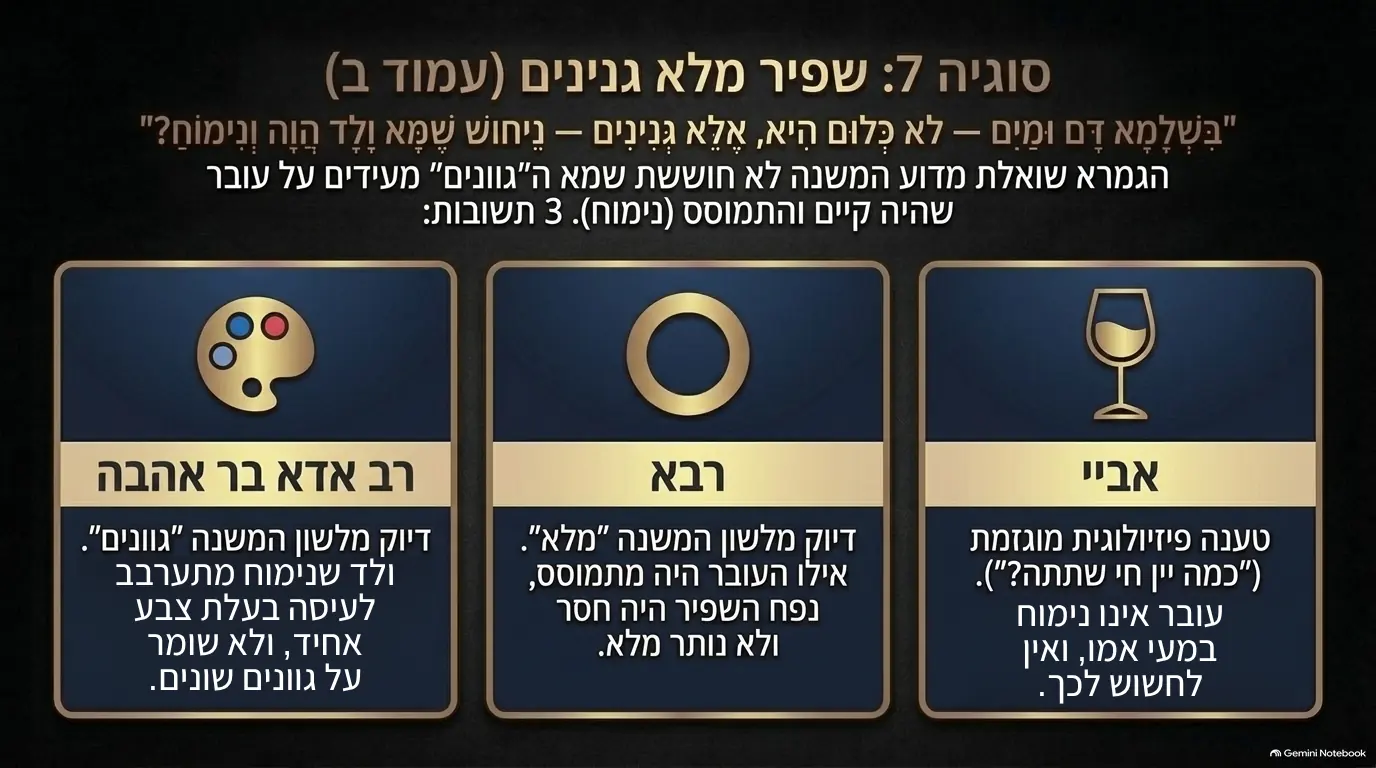 סוגיה 7: שפיר מלא גנינים (עמוד ב)
"בִּשְׁלָמָא דָּם וּמַיִם – לֹא כְּלוּם הִיא, אֶלָּא גְּנִינִים – נֵיחוּשׁ שֶׁמָּא וָלָד הֲוָה וְנִימוֹחַ?"
הגמרא שואלת מדוע המשנה לא חוששת שמא ה"גוונים" מעידים על עובר
שהיה קיים והתמוסס (נימוח). 3 תשובות:
אביי
טענה פיזיולוגית מוגזמת
("כמה יין חי שתתה?").
עובר אינו נימוח
במעי אמו, ואין
לחשוש לכך.
רבא
דיוק מלשון המשנה "מלא".
אילו העובר היה מתמוסס,
נפח השפיר היה חסר
ולא נותר מלא.
רב אדא בר אהבה
דיוק מלשון המשנה "גוונים".
ולד שנימוח מתערבב
לעיסה בעלת צבע
אחיד, ולא שומר
על גוונים שונים.
Gemini Notebook